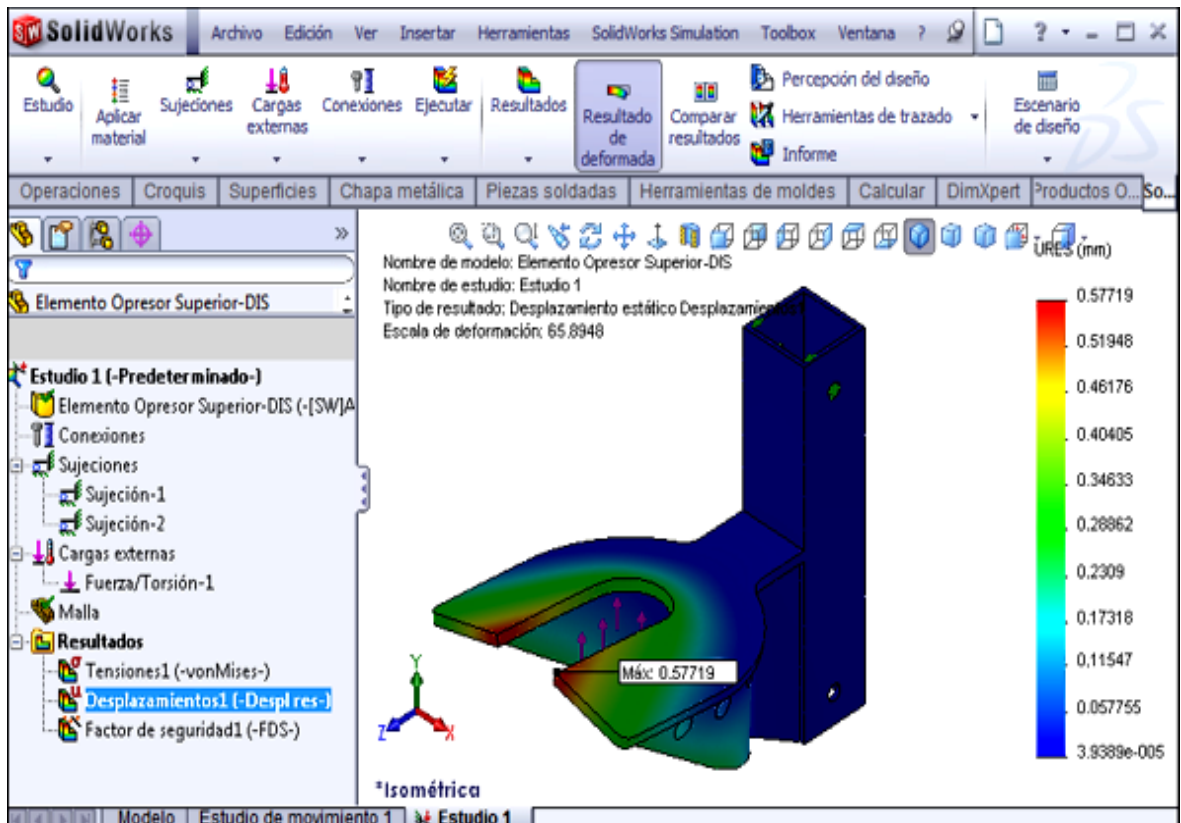 SolidWorks Archivo Edición Ver Insertar Herramientas SolidWorks Simulation Toolbox Ventana ?
Estudio
Aplicar
material
Sujeciones
Cargas
externas
Conexiones
Ejecutar
Resultados
Resultado
de
deformada
Comparar
resultados
Percepción del diseño
Herramientas de trazado
Informe
Escenario
de diseño
Operaciones Croquis Superficies Chapa metálica Piezas soldadas Herramientas de moldes Calcular DimXpert Productos O... So...
Elemento Opresor Superior-DIS
Estudio 1 (-Predeterminado-)
Elemento Opresor Superior-DIS (-[SW]A
Conexiones
Sujeciones
Sujeción-1
Sujeción-2
Cargas externas
Fuerza/Torsión-1
Malla
Resultados
Tensiones1 (-vonMises-)
Desplazamientos1 (-Despl res-)
Factor de seguridad1 (-FDS-)
Nombre de modelo: Elemento Opresor Superior-DIS
Nombre de estudio: Estudio 1
Tipo de resultado: Desplazamiento estático Desplazamientos1
Escala de deformación: 65.8948
URES (mm)
0.57719
0.51948
0.46176
0.40405
0.34633
0.28862
0.2309
0.17318
0.11547
0.057755
3.9389e-005
Máx: 0.57719
Y
Z
X
*Isométrica
Modelo Estudio de movimiento 1 Estudio 1